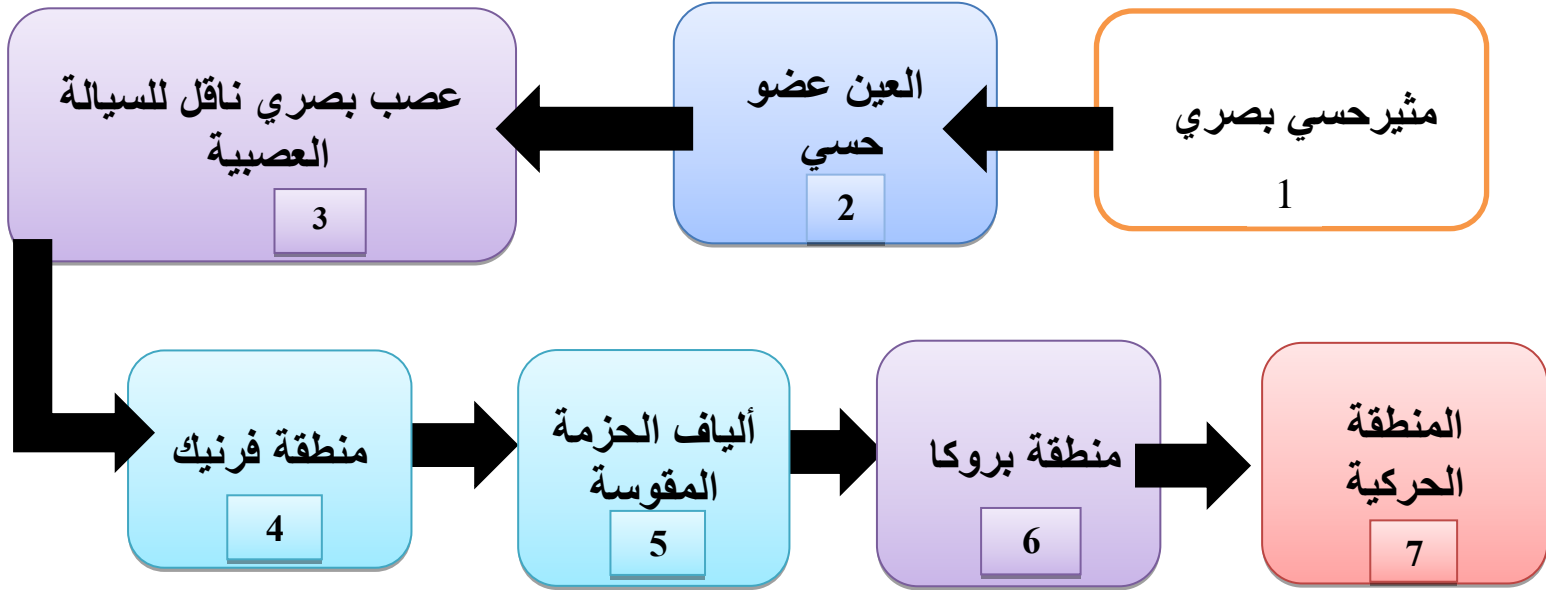 مثيرحسي بصري
1
العين عضو
حسي
2
عصب بصري ناقل للسيالة
العصبية
3
منطقة فرنيك
4
ألياف الحزمة
المقوسة
5
منطقة بروكا
6
المنطقة
الحركية
7